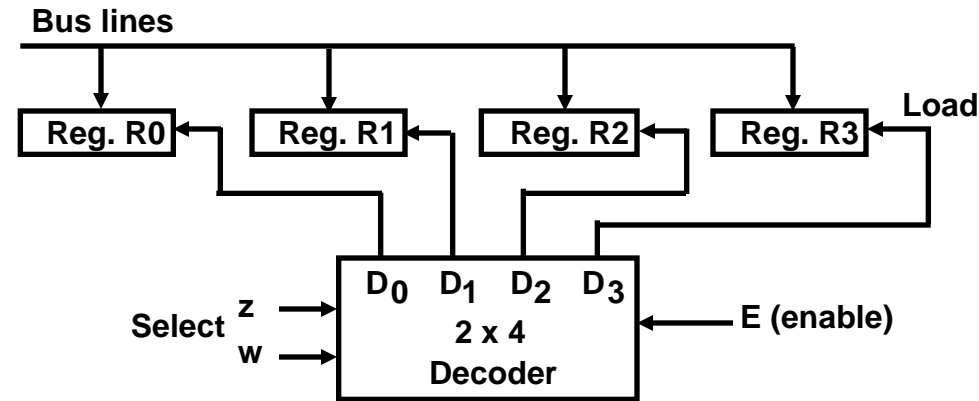 Bus lines
Load
Reg. R0 Reg. R1 Reg. R2 Reg. R3
D0 D1 D2 D3
z
Select
w
2 x 4
Decoder
E (enable)